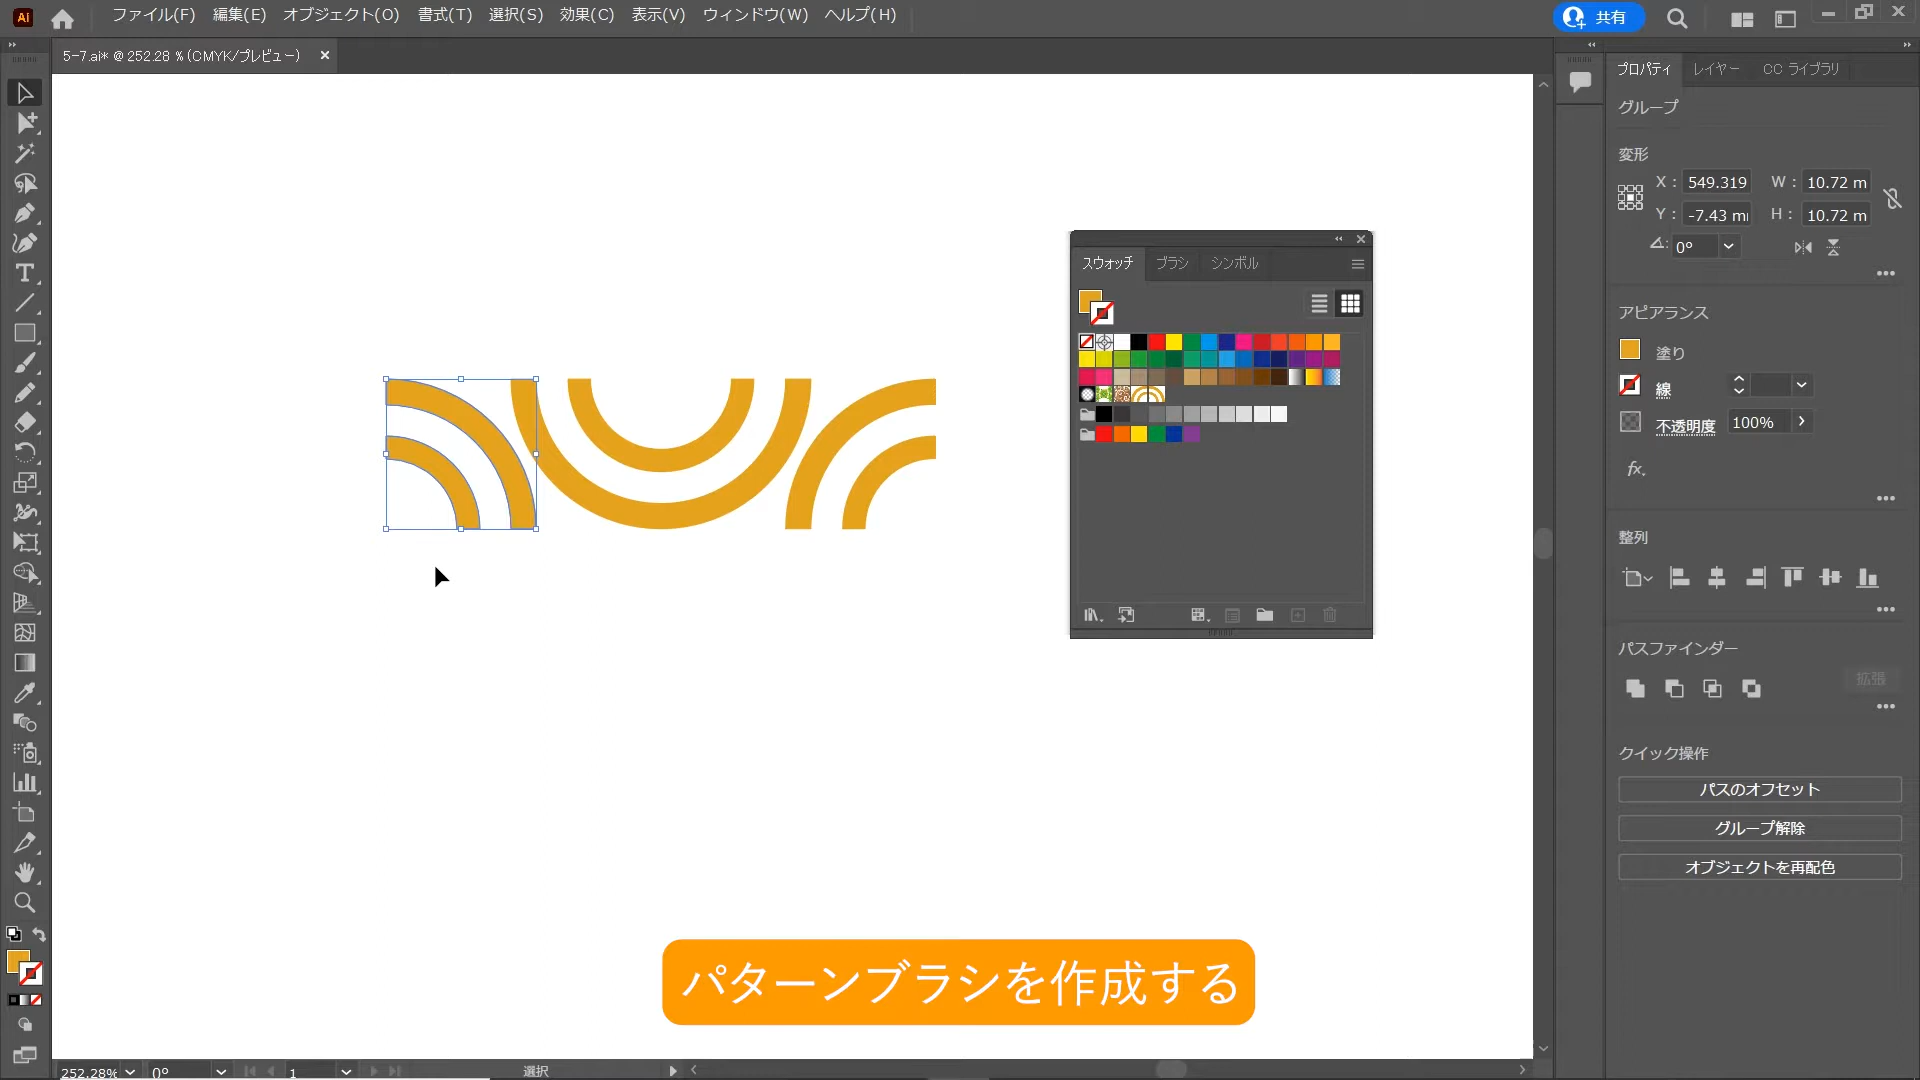 Ai ファイル(F) 編集(E) オブジェクト(O) 書式(T) 選択(S) 効果(C) 表示(V) ウィンドウ(W) ヘルプ(H) 共有
5-7.ai* @ 252.28 % (CMYK/プレビュー)
プロパティ レイヤー CC ライブラリ
グループ
変形
X : 549.319 W : 10.72 m
Y : -7.43 m H : 10.72 m
0°
スウォッチ ブラシ シンボル
アピアランス
塗り
線
不透明度 100%
fx.
整列
パスファインダー
拡張
クイック操作
パスのオフセット
グループ解除
オブジェクトを再配色
パターンブラシを作成する
252.28% 0° 1 選択